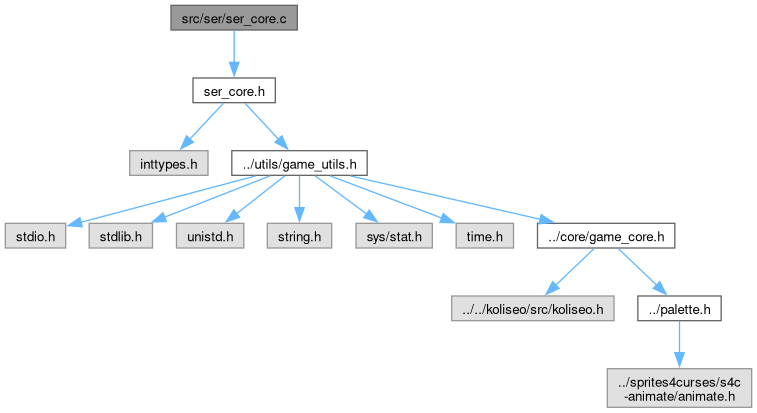 src/ser/ser_core.c
ser_core.h
inttypes.h
../utils/game_utils.h
stdio.h
stdlib.h
unistd.h
string.h
sys/stat.h
time.h
../core/game_core.h
../../koliseo/src/koliseo.h
../palette.h
../sprites4curses/s4c
-animate/animate.h